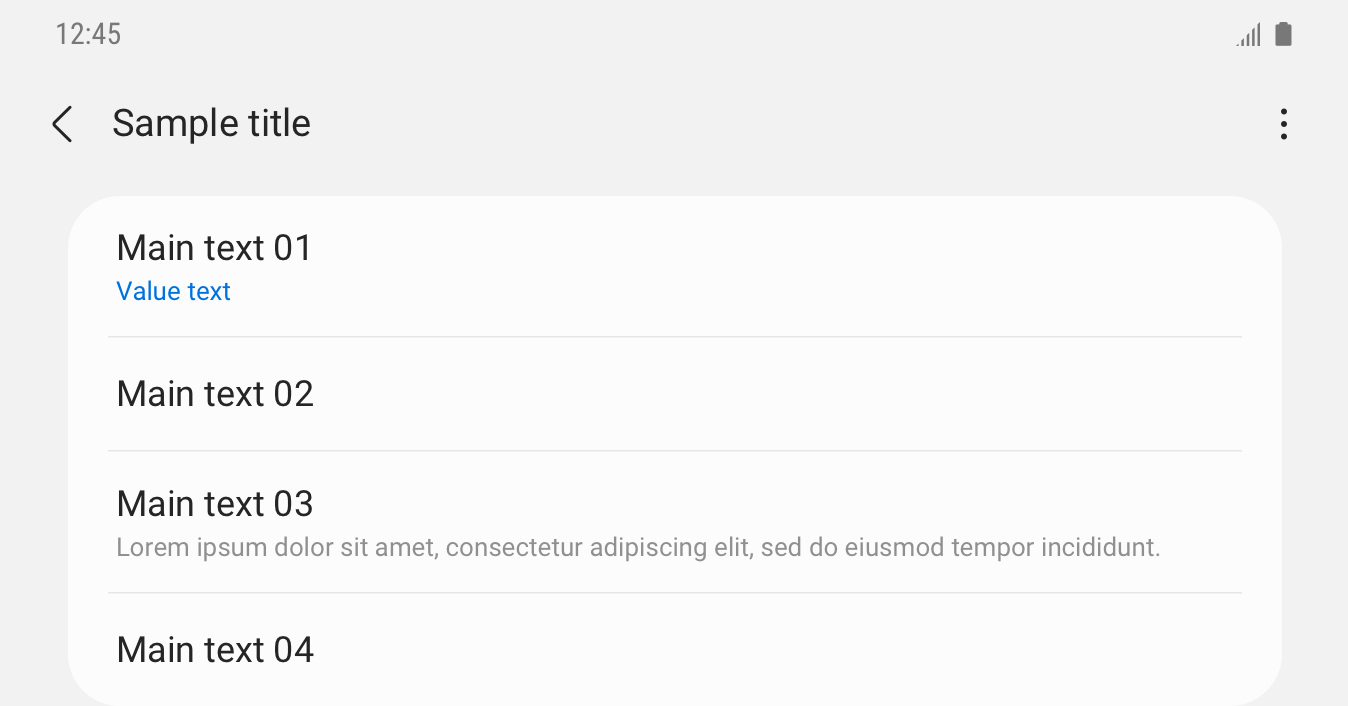 12:45
Sample title
Main text 01
Value text
Main text 02
Main text 03
Lorem ipsum dolor sit amet, consectetur adipiscing elit, sed do eiusmod tempor incididunt.
Main text 04